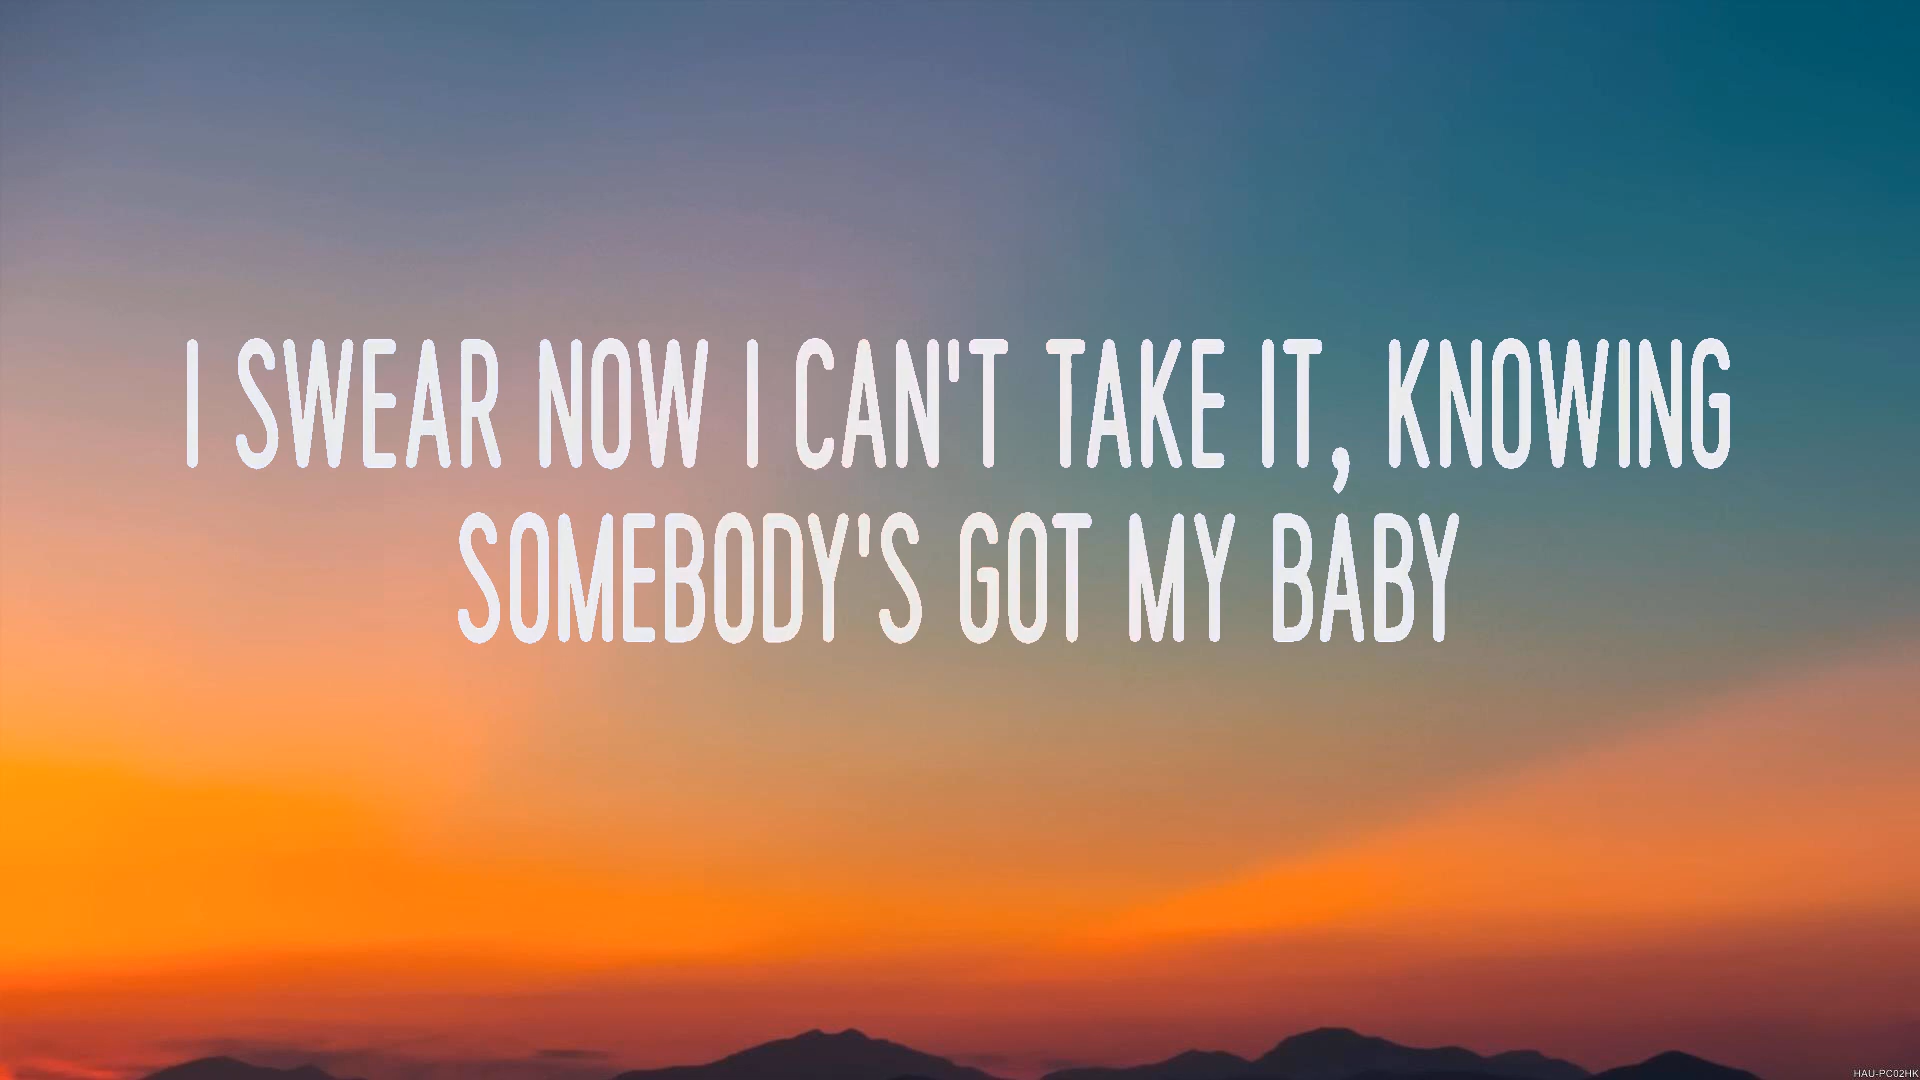 I SWEAR NOW I CAN'T TAKE IT, KNOWING
SOMEBODY'S GOT MY BABY
HAU-PC02HK